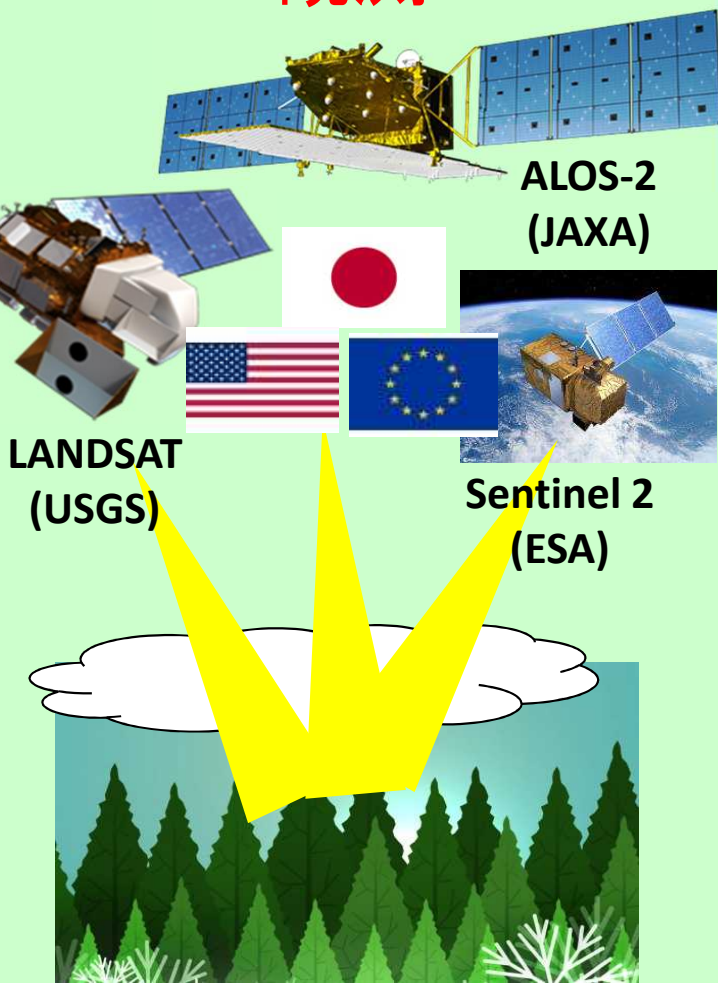 ALOS-2
(JAXA)
LANDSAT
(USGS)
Sentinel 2
(ESA)